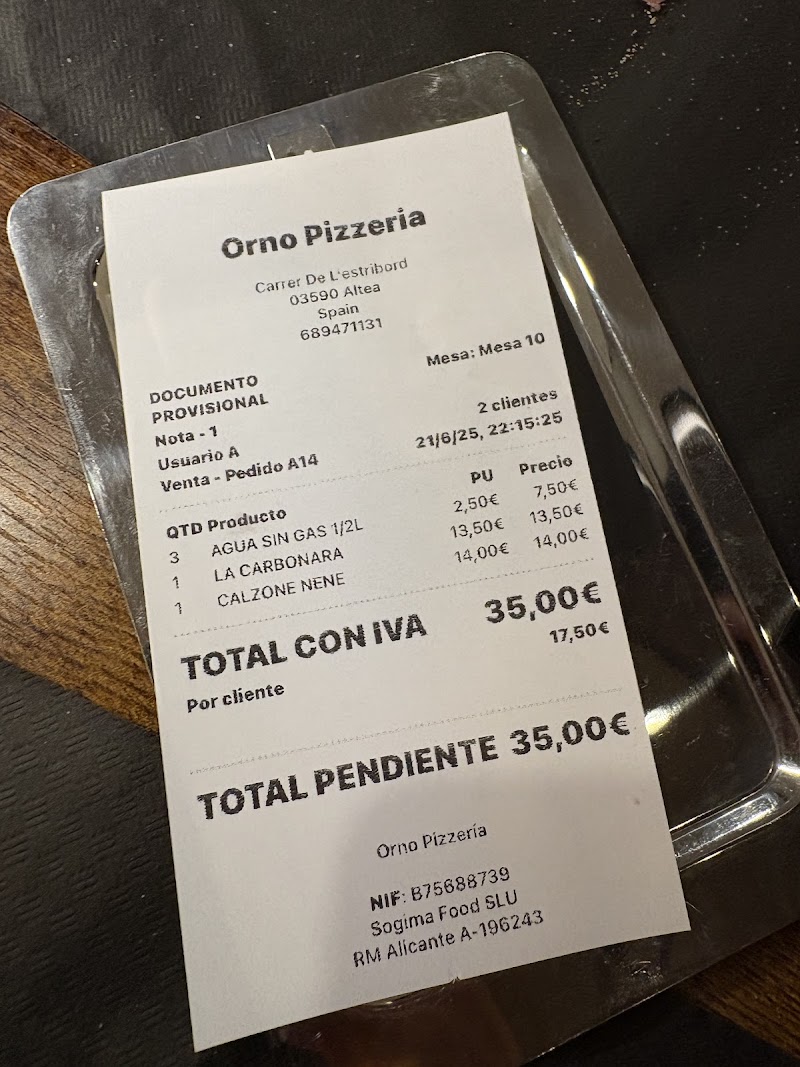 Orno Pizzeria
Carrer De L'estribord
03590 Altea
Spain
689471131
Mesa: Mesa 10
DOCUMENTO
PROVISIONAL
Nota - 1
2 clientes
Usuario A
21/6/25, 22:15:25
Venta - Pedido A14
QTD Producto PU Precio
3 AGUA SIN GAS 1/2L 2,50€ 7,50€
1 LA CARBONARA 13,50€ 13,50€
1 CALZONE NENE 14,00€ 14,00€
TOTAL CON IVA 35,00€
Por cliente 17,50€
TOTAL PENDIENTE 35,00€
Orno Pizzeria
NIF: B75688739
Sogima Food SLU
RM Alicante A-196243